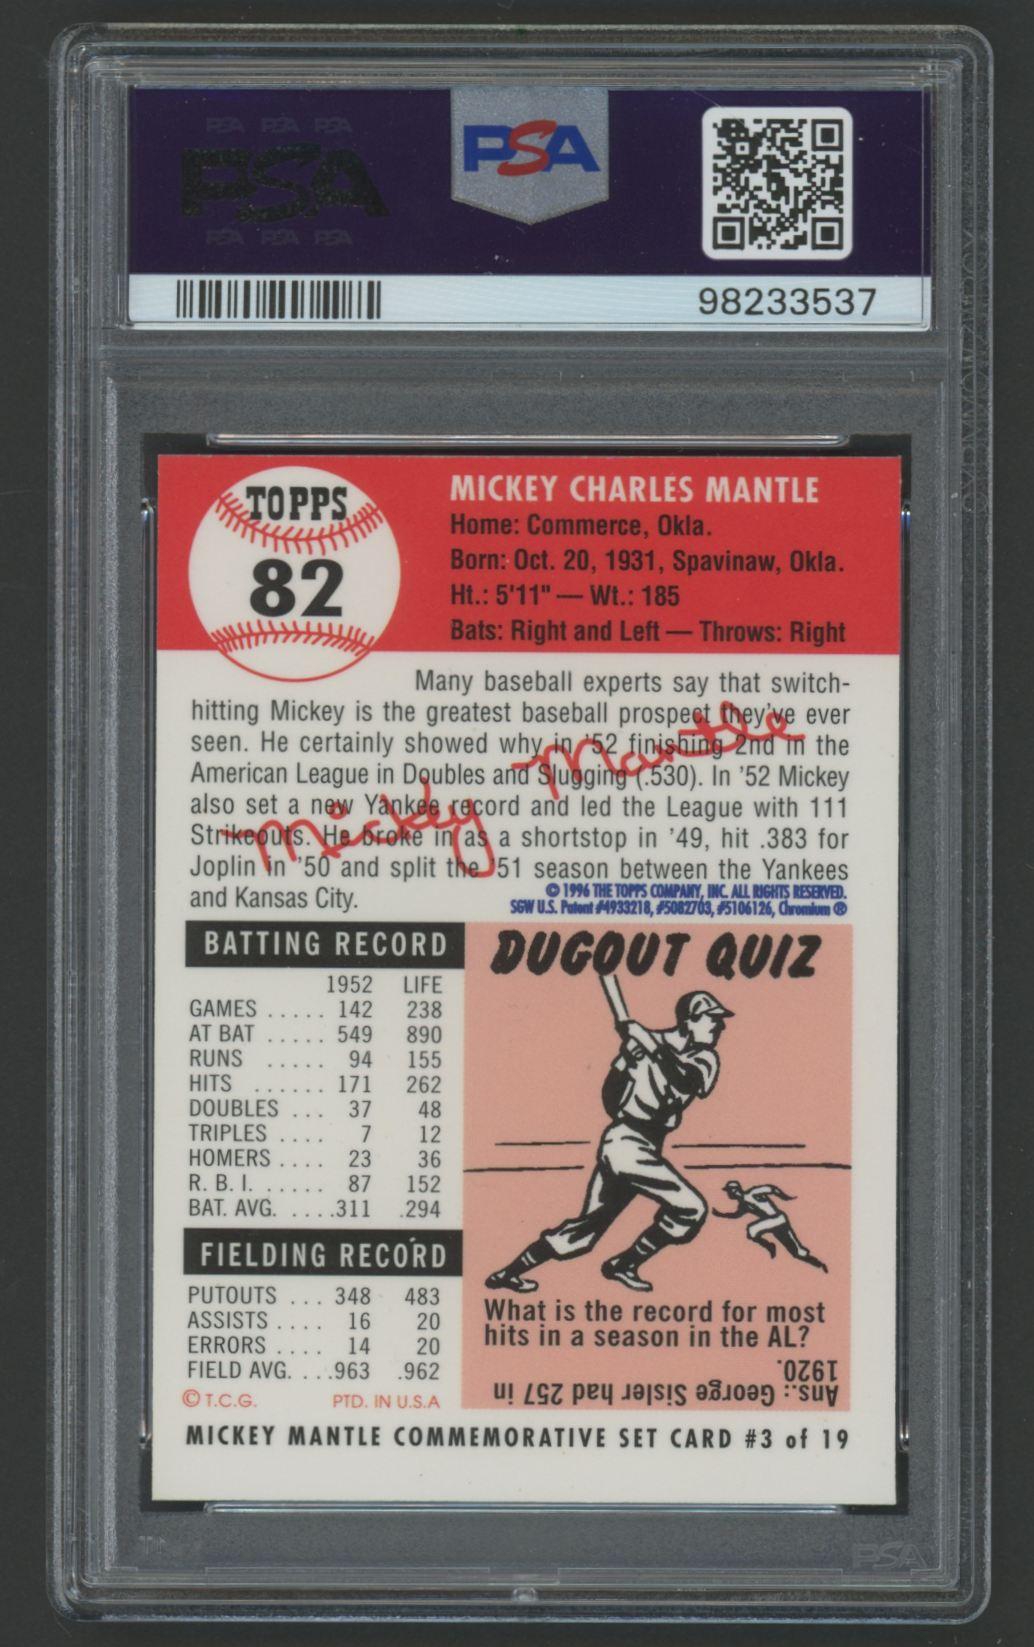 PSA PSA PSA
PSA
PSA PSA PSA
PSA
98233537
TOPPS
82
MICKEY CHARLES MANTLE
Home: Commerce, Okla.
Born: Oct. 20, 1931, Spavinaw, Okla.
Ht.: 5'11" — Wt.: 185
Bats: Right and Left — Throws: Right
Many baseball experts say that switch-
hitting Mickey is the greatest baseball prospect they've ever
seen. He certainly showed why in '52 finishing 2nd in the
American League in Doubles and Slugging (.530). In '52 Mickey
also set a new Yankee record and led the League with 111
Strikeouts. He broke in as a shortstop in '49, hit .383 for
Joplin in '50 and split the '51 season between the Yankees
and Kansas City.
Mickey Mantle
© 1996 THE TOPPS COMPANY, INC. ALL RIGHTS RESERVED.
SGW U.S. Patent #4933218, #5082703, #5106126, Chromium ®
BATTING RECORD
1952 LIFE
GAMES ..... 142 238
AT BAT ..... 549 890
RUNS ..... 94 155
HITS ...... 171 262
DOUBLES ... 37 48
TRIPLES .... 7 12
HOMERS .... 23 36
R. B. I. ...... 87 152
BAT. AVG. ....311 .294
FIELDING RECORD
PUTOUTS ... 348 483
ASSISTS .... 16 20
ERRORS .... 14 20
FIELD AVG. ...963 .962
© T.C.G. PTD. IN U.S.A
DUGOUT QUIZ
What is the record for most
hits in a season in the AL?
Ans.: George Sisler had 257 in
1920.
MICKEY MANTLE COMMEMORATIVE SET CARD #3 of 19
PSA